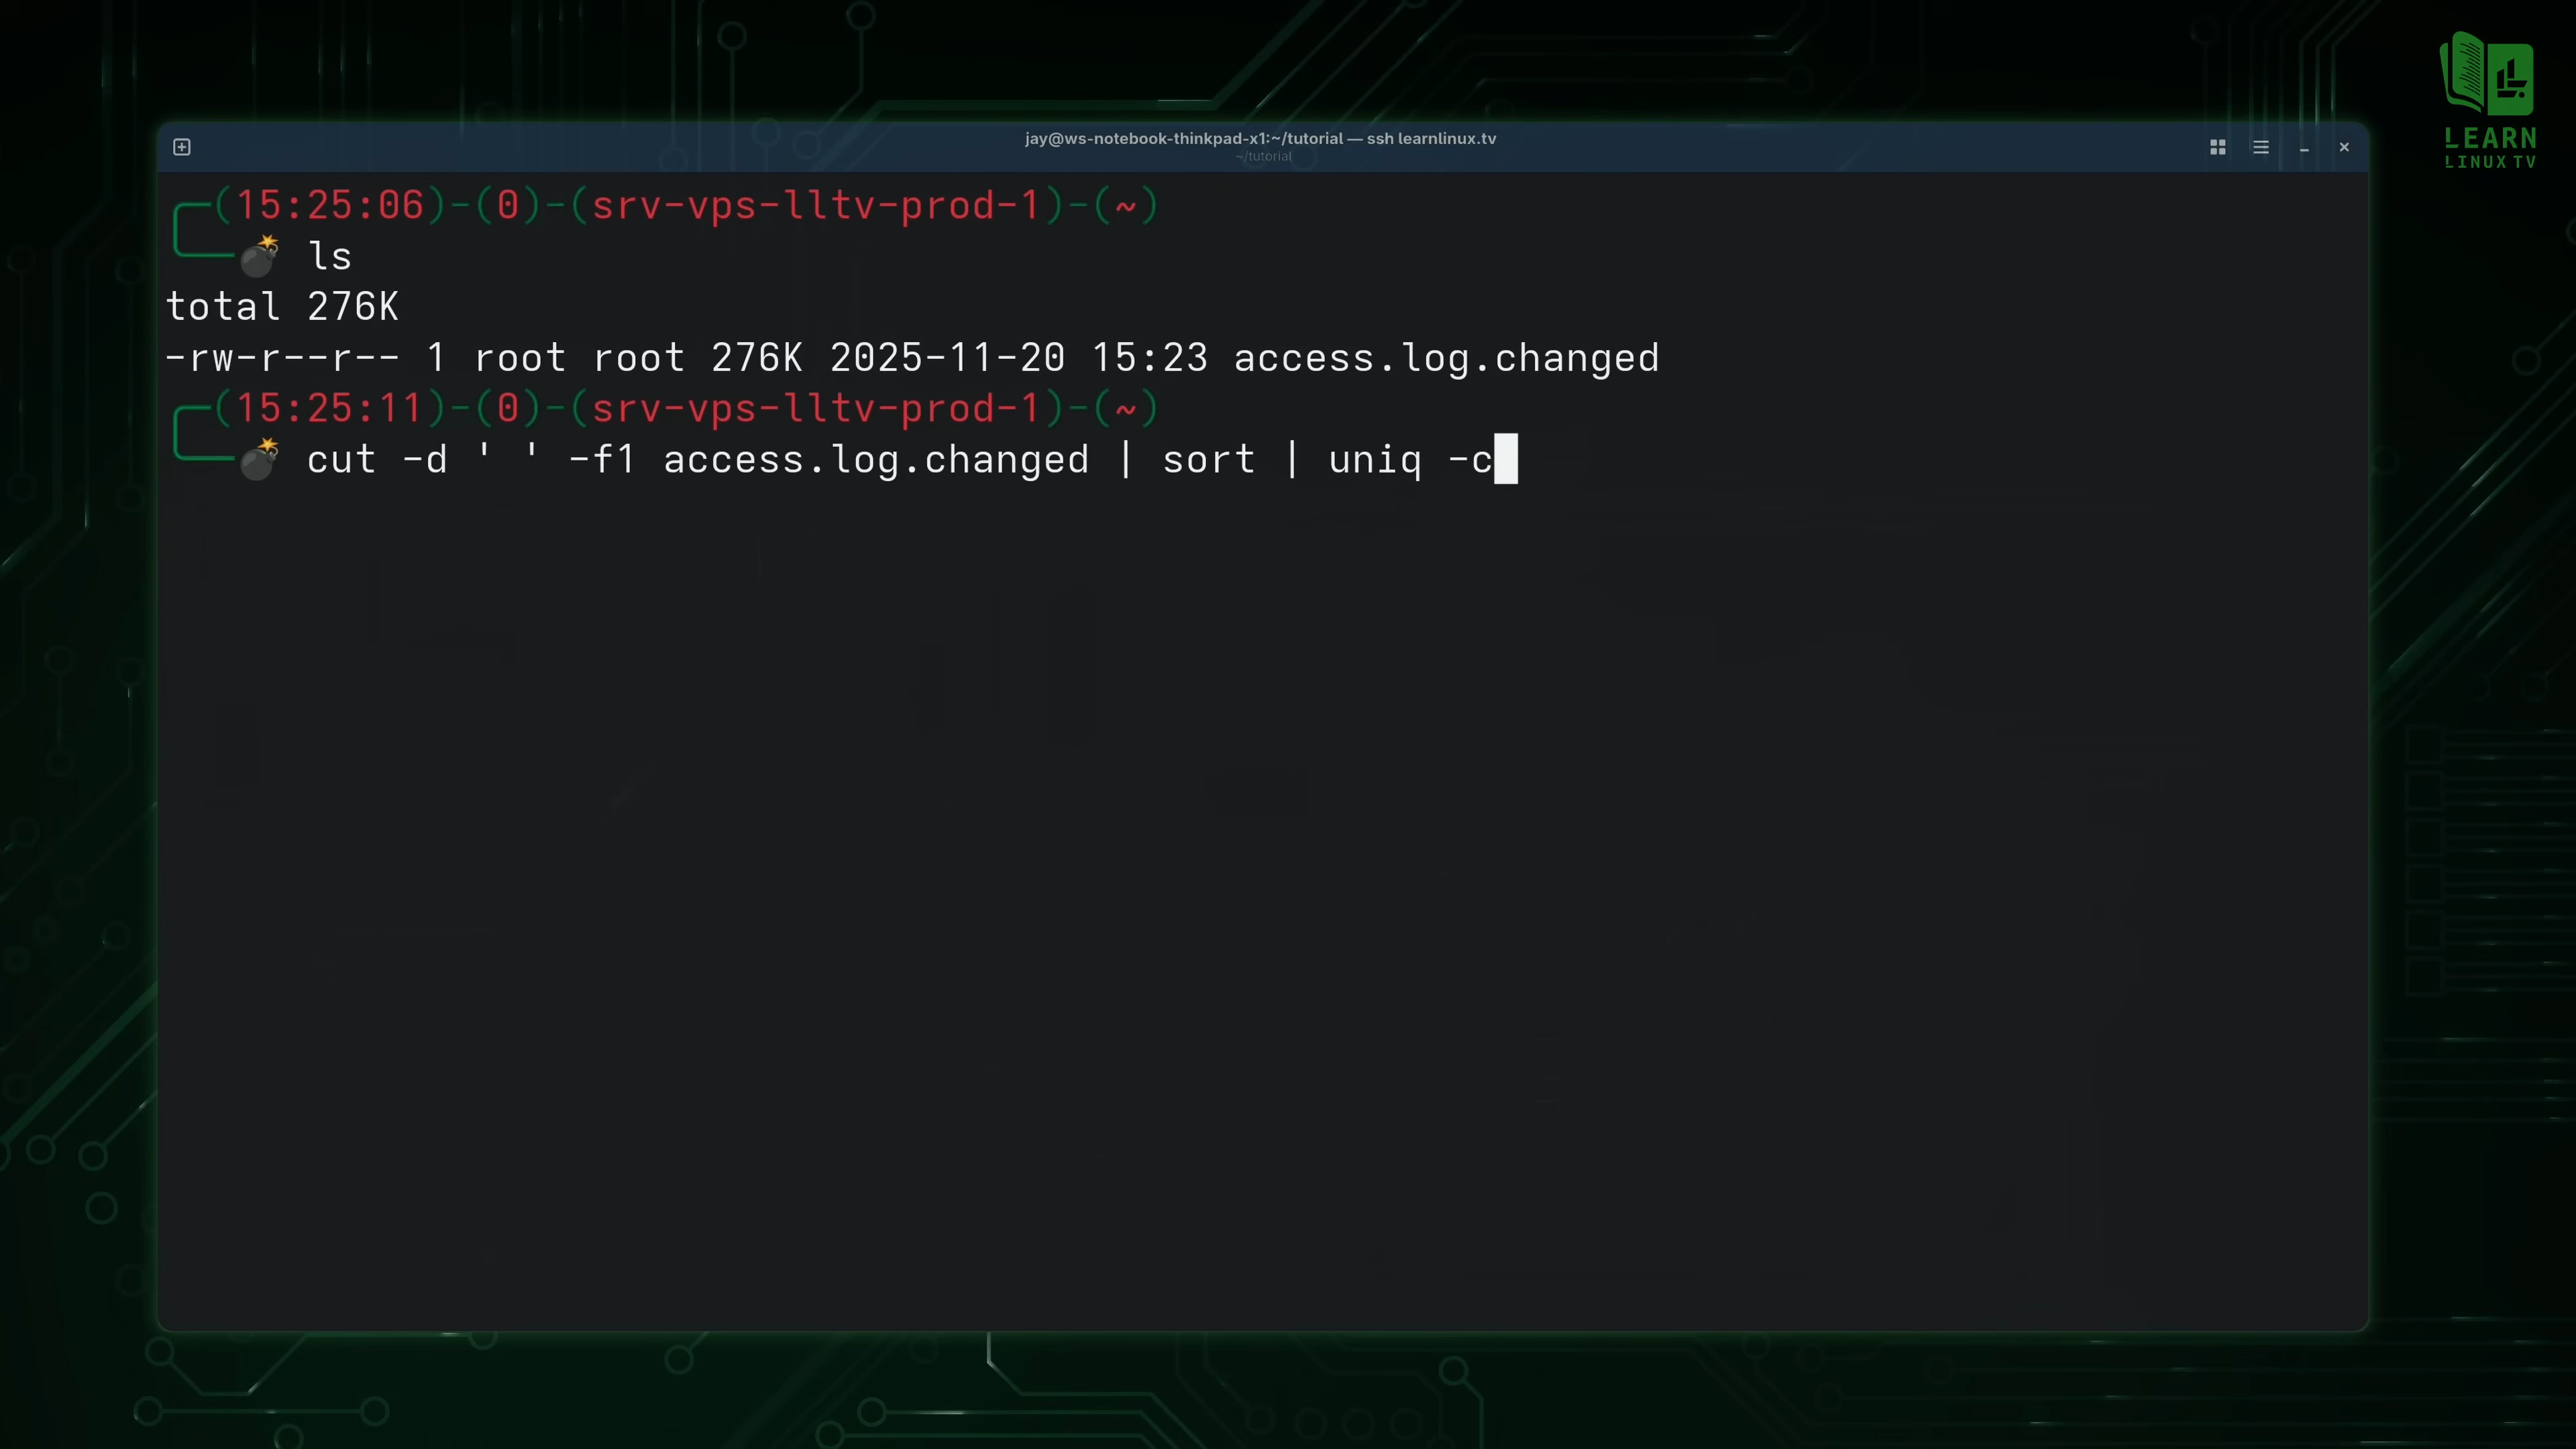 jay@ws-notebook-thinkpad-x1:~/tutorial — ssh learnlinux.tv
~/tutorial
LEARN
LINUX TV
(15:25:06)-(0)-(srv-vps-lltv-prod-1)-(~)
💣 ls
total 276K
-rw-r--r-- 1 root root 276K 2025-11-20 15:23 access.log.changed
(15:25:11)-(0)-(srv-vps-lltv-prod-1)-(~)
💣 cut -d ' ' -f1 access.log.changed | sort | uniq -c